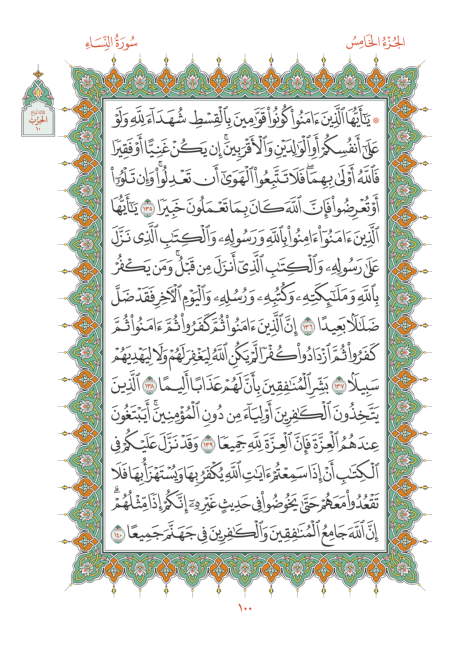 الجُزْءُ الخَامِسُ
سُورَةُ النِّسَاءِ
الحِزْب
١٠
۞ يَٰٓأَيُّهَا ٱلَّذِينَ ءَامَنُواْ كُونُواْ قَوَّٰمِينَ بِٱلْقِسْطِ شُهَدَآءَ لِلَّهِ وَلَوْ
عَلَىٰٓ أَنفُسِكُمْ أَوِ ٱلْوَٰلِدَيْنِ وَٱلْأَقْرَبِينَۚ إِن يَكُنْ غَنِيًّا أَوْ فَقِيرًا
فَٱللَّهُ أَوْلَىٰ بِهِمَاۖ فَلَا تَتَّبِعُواْ ٱلْهَوَىٰٓ أَن تَعْدِلُواْۚ وَإِن تَلْوُۥٓاْ
أَوْ تُعْرِضُواْ فَإِنَّ ٱللَّهَ كَانَ بِمَا تَعْمَلُونَ خَبِيرًا ١٣٥ يَٰٓأَيُّهَا
ٱلَّذِينَ ءَامَنُوٓاْ ءَامِنُواْ بِٱللَّهِ وَرَسُولِهِۦ وَٱلْكِتَٰبِ ٱلَّذِى نَزَّلَ
عَلَىٰ رَسُولِهِۦ وَٱلْكِتَٰبِ ٱلَّذِىٓ أَنزَلَ مِن قَبْلُۚ وَمَن يَكْفُرْ
بِٱللَّهِ وَمَلَٰٓئِكَتِهِۦ وَكُتُبِهِۦ وَرُسُلِهِۦ وَٱلْيَوْمِ ٱلْأٓخِرِ فَقَدْ ضَلَّ
ضَلَٰلًۢا بَعِيدًا ١٣٦ إِنَّ ٱلَّذِينَ ءَامَنُواْ ثُمَّ كَفَرُواْ ثُمَّ ءَامَنُواْ ثُمَّ
كَفَرُواْ ثُمَّ ٱزْدَادُواْ كُفْرًا لَّمْ يَكُنِ ٱللَّهُ لِيَغْفِرَ لَهُمْ وَلَا لِيَهْدِيَهُمْ
سَبِيلًۢا ١٣٧ بَشِّرِ ٱلْمُنَٰفِقِينَ بِأَنَّ لَهُمْ عَذَابًا أَلِيمًا ١٣٨ ٱلَّذِينَ
يَتَّخِذُونَ ٱلْكَٰفِرِينَ أَوْلِيَآءَ مِن دُونِ ٱلْمُؤْمِنِينَۚ أَيَبْتَغُونَ
عِندَهُمُ ٱلْعِزَّةَ فَإِنَّ ٱلْعِزَّةَ لِلَّهِ جَمِيعًا ١٣٩ وَقَدْ نَزَّلَ عَلَيْكُمْ فِى
ٱلْكِتَٰبِ أَنْ إِذَا سَمِعْتُمْ ءَايَٰتِ ٱللَّهِ يُكْفَرُ بِهَا وَيُسْتَهْزَأُ بِهَا فَلَا
تَقْعُدُواْ مَعَهُمْ حَتَّىٰ يَخُوضُواْ فِى حَدِيثٍ غَيْرِهِۦٓۚ إِنَّكُمْ إِذًا مِّثْلُهُمْۗ
إِنَّ ٱللَّهَ جَامِعُ ٱلْمُنَٰفِقِينَ وَٱلْكَٰفِرِينَ فِى جَهَنَّمَ جَمِيعًا ١٤٠
١٠٠